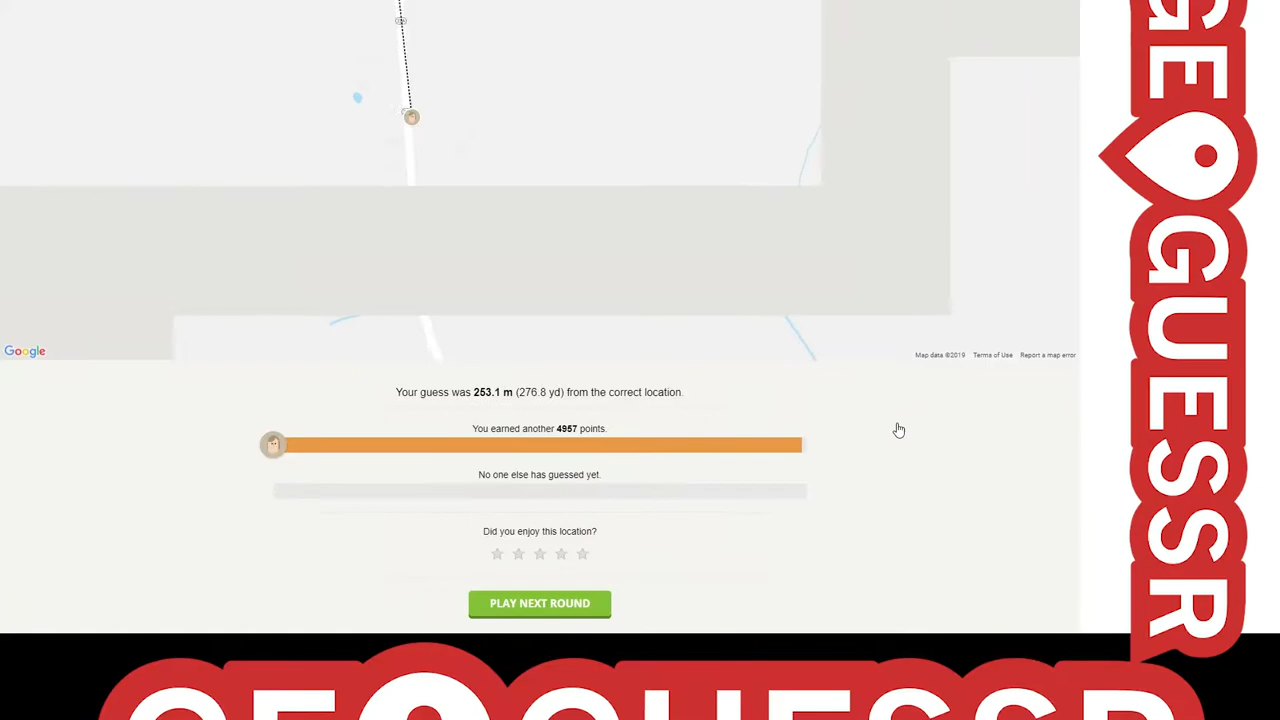 Google
Map data ©2019 Terms of Use Report a map error
Your guess was 253.1 m (276.8 yd) from the correct location.
You earned another 4957 points.
No one else has guessed yet.
Did you enjoy this location?
PLAY NEXT ROUND
GEOGUESSR
GEOGUESSR